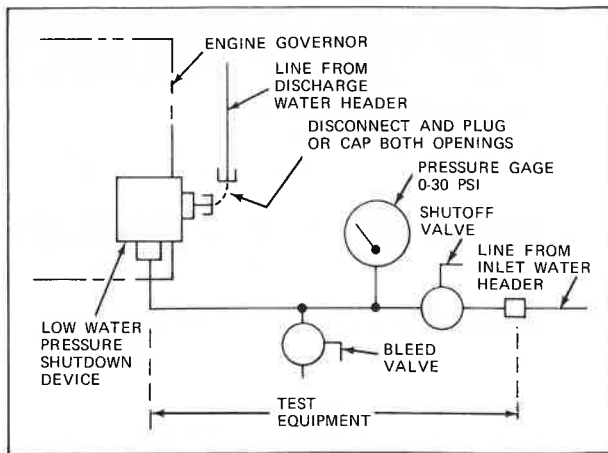 ENGINE GOVERNOR
LINE FROM
DISCHARGE
WATER HEADER
DISCONNECT AND PLUG
OR CAP BOTH OPENINGS
PRESSURE GAGE
0-30 PSI
SHUTOFF
VALVE
LINE FROM
INLET WATER
HEADER
LOW WATER
PRESSURE
SHUTDOWN
DEVICE
BLEED
VALVE
TEST
EQUIPMENT